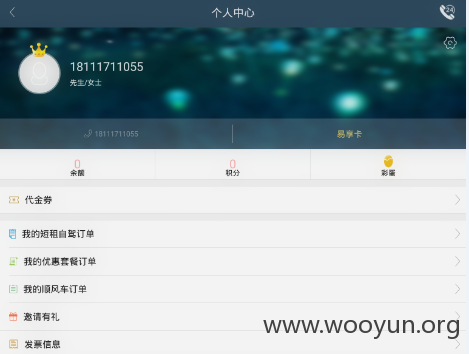 个人中心
24
18111711055
先生/女士
18111711055 易享卡
0 0
余额 积分 彩蛋
代金券
我的短租自驾订单
我的优惠套餐订单
我的顺风车订单
邀请有礼
www.wooyun.org
发票信息